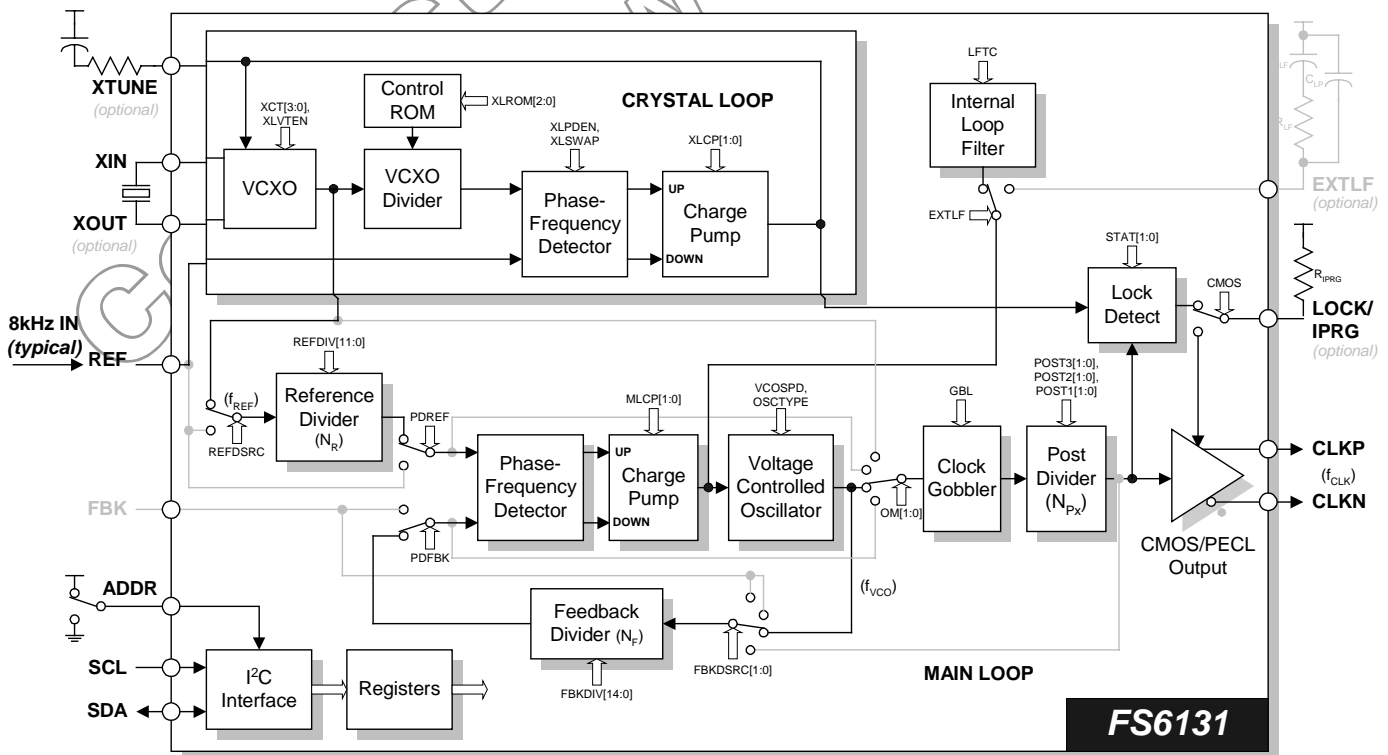 LFTC
XTUNE
(optional)
XCT[3:0],
XLVTEN
Control
ROM
XLROM[2:0]
CRYSTAL LOOP
Internal
Loop
Filter
C_LP
R_LF
XLPDEN,
XLSWAP
XLCP[1:0]
XIN
VCXO
VCXO
Divider
Phase-
Frequency
Detector
UP
DOWN
Charge
Pump
EXTLF
EXTLF
(optional)
XOUT
(optional)
STAT[1:0]
R_IPRG
Lock
Detect
CMOS
LOCK/
IPRG
(optional)
8kHz IN
(typical)
REF
REFDIV[11:0]
(f_REF)
REFDSRC
Reference
Divider
(N_R)
PDREF
MLCP[1:0]
VCOSPD,
OSCTYPE
GBL
POST3[1:0],
POST2[1:0],
POST1[1:0]
Phase-
Frequency
Detector
UP
DOWN
Charge
Pump
Voltage
Controlled
Oscillator
OM[1:0]
Clock
Gobbler
Post
Divider
(N_Px)
CLKP
(f_CLK)
CLKN
CMOS/PECL
Output
FBK
PDFBK
(f_VCO)
ADDR
Feedback
Divider (N_F)
FBKDSRC[1:0]
FBKDIV[14:0]
MAIN LOOP
SCL
SDA
I²C
Interface
Registers
FS6131